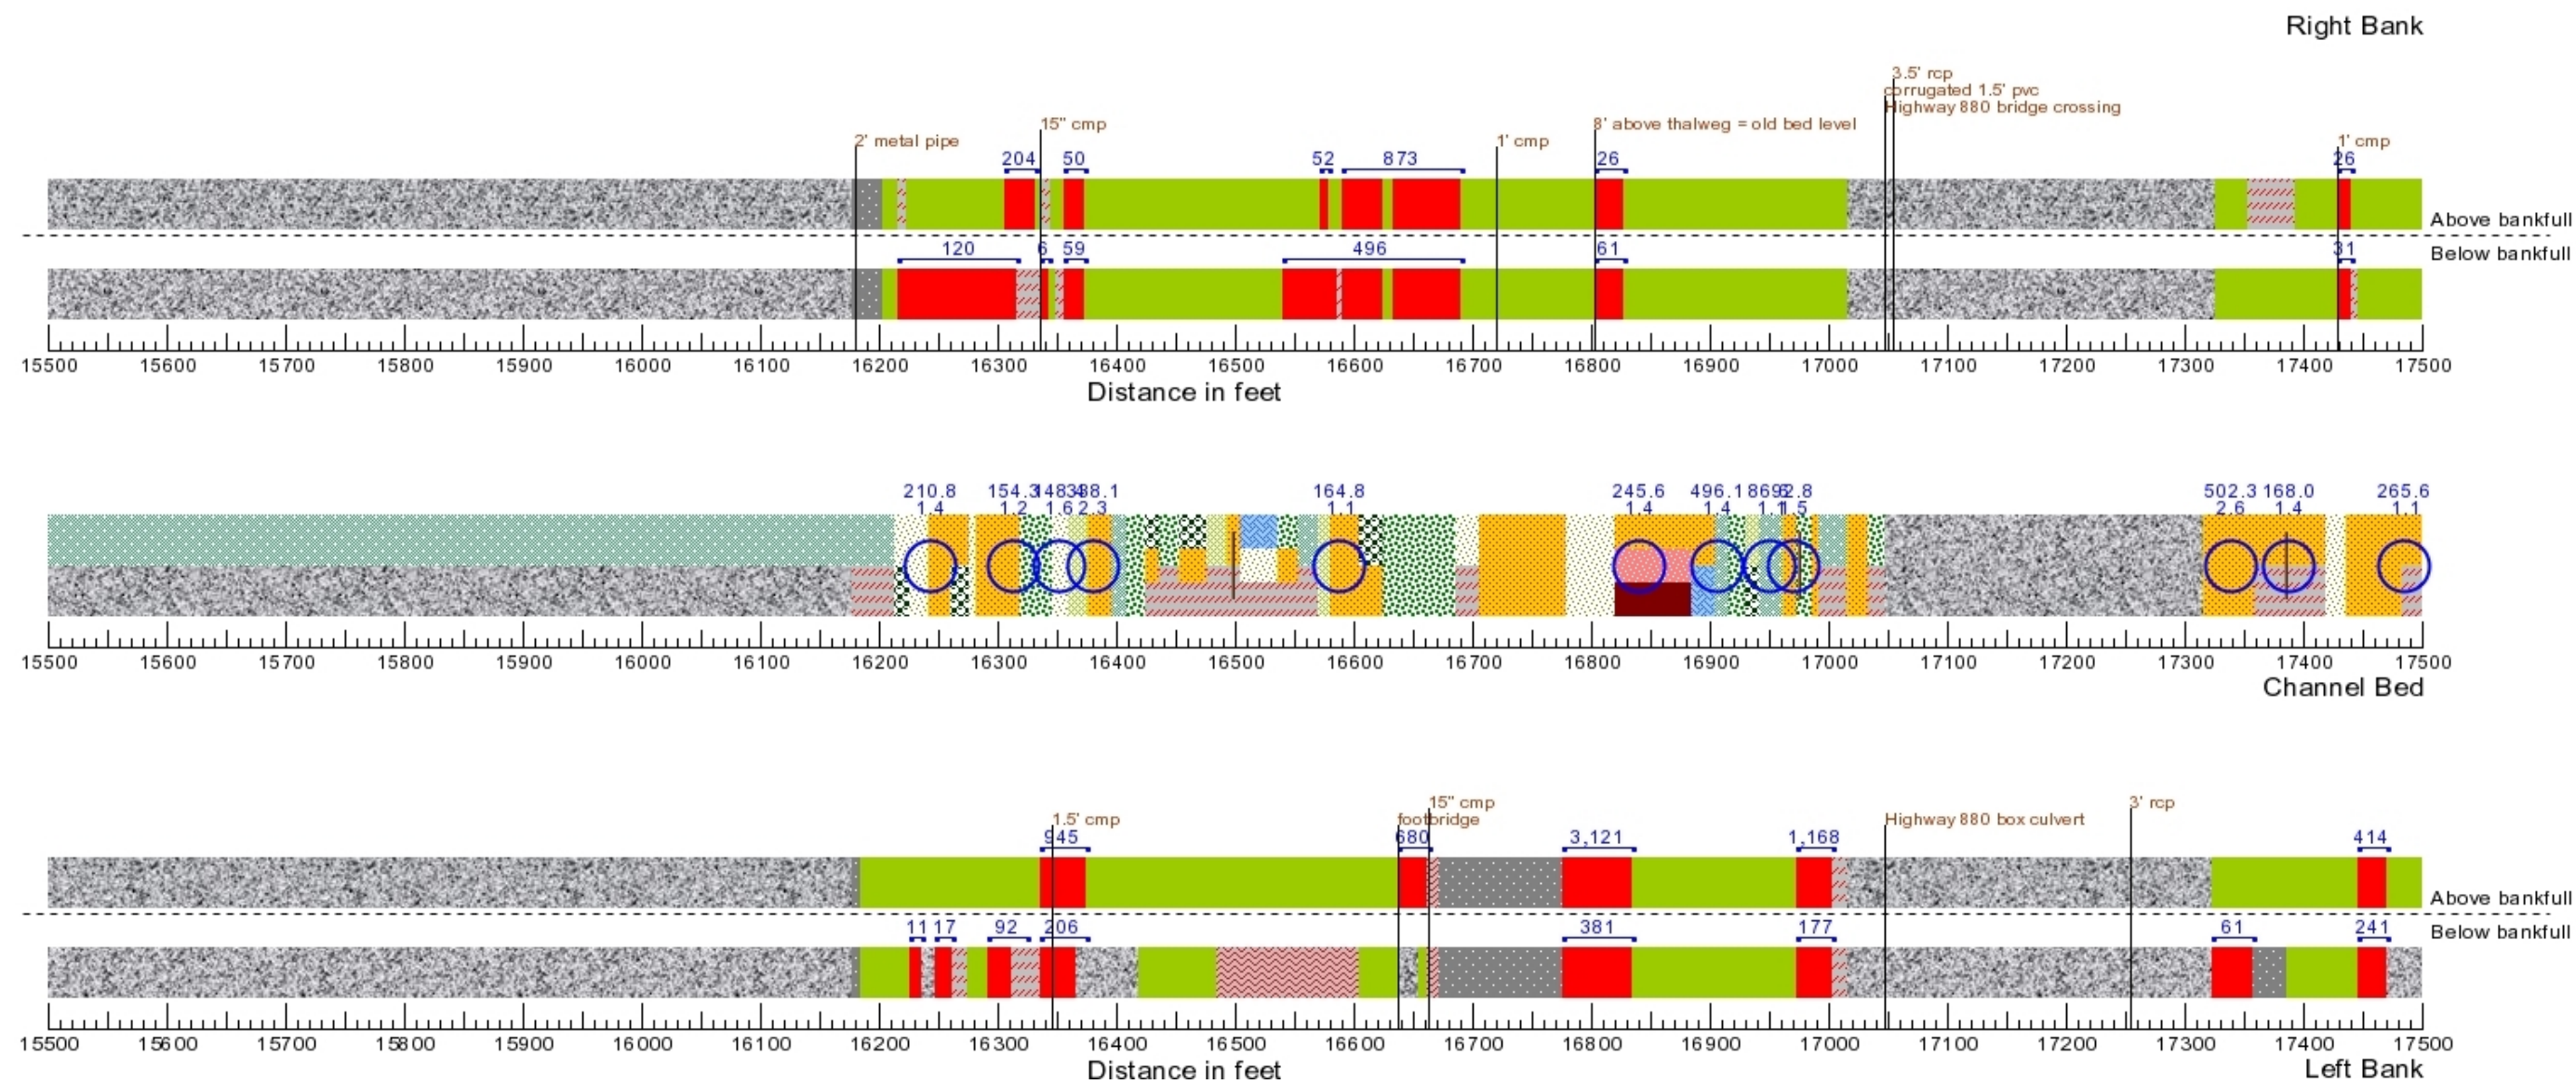 Right Bank
3.5' rcp
corrugated 1.5' pvc
Highway 880 bridge crossing
15" cmp
8' above thalweg = old bed level
2' metal pipe
1' cmp
1' cmp
204 50 52 873 26 26
Above bankfull
120 6 59 496 61 31
Below bankfull
15500 15600 15700 15800 15900 16000 16100 16200 16300 16400 16500 16600 16700 16800 16900 17000 17100 17200 17300 17400 17500
Distance in feet
210.8 154.3 164.8 245.6 496.1 502.3 168.0 265.6
1.4 1.2 1.6 2.3 1.1 1.4 1.4 1.5 2.6 1.4 1.1
15500 15600 15700 15800 15900 16000 16100 16200 16300 16400 16500 16600 16700 16800 16900 17000 17100 17200 17300 17400 17500
Channel Bed
15" cmp
3' rcp
1.5' cmp
footbridge
Highway 880 box culvert
945 680 3,121 1,168 414
Above bankfull
11 17 92 206 381 177 61 241
Below bankfull
15500 15600 15700 15800 15900 16000 16100 16200 16300 16400 16500 16600 16700 16800 16900 17000 17100 17200 17300 17400 17500
Distance in feet
Left Bank